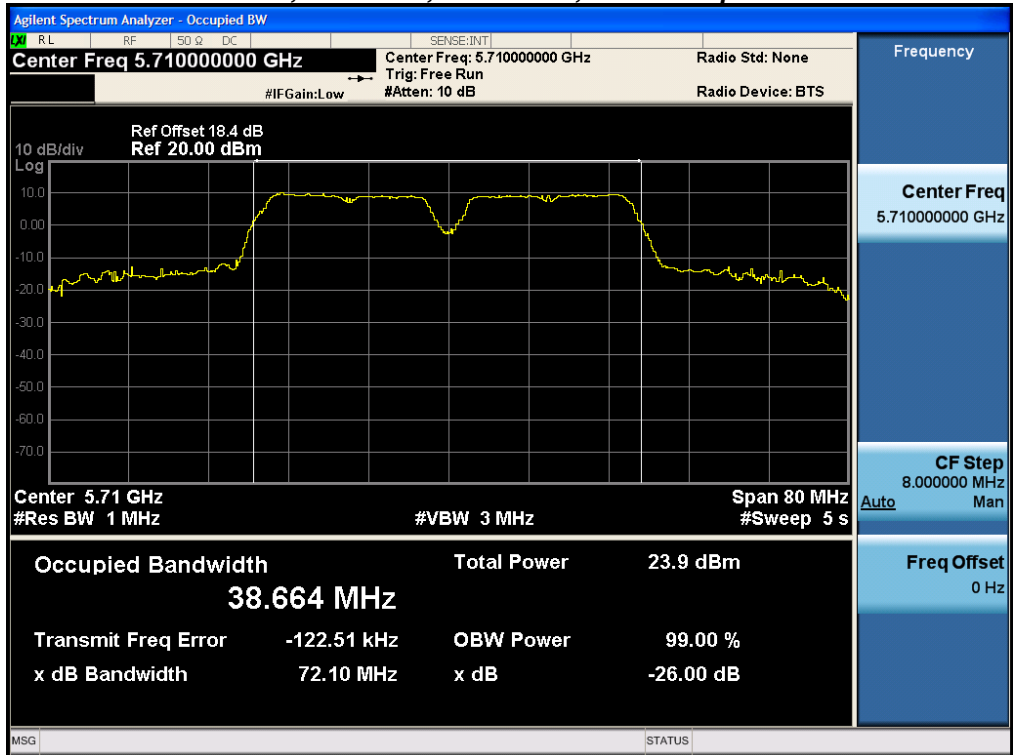 Agilent Spectrum Analyzer - Occupied BW
LXI RL RF 50 Ω DC SENSE:INT
Center Freq 5.710000000 GHz
#IFGain:Low
Center Freq: 5.710000000 GHz
Trig: Free Run
#Atten: 10 dB
Radio Std: None
Radio Device: BTS
Ref Offset 18.4 dB
10 dB/div Ref 20.00 dBm
Log
10.0
0.00
-10.0
-20.0
-30.0
-40.0
-50.0
-60.0
-70.0
Center 5.71 GHz Span 80 MHz
#Res BW 1 MHz #VBW 3 MHz #Sweep 5 s
Occupied Bandwidth Total Power 23.9 dBm
38.664 MHz
Transmit Freq Error -122.51 kHz OBW Power 99.00 %
x dB Bandwidth 72.10 MHz x dB -26.00 dB
MSG STATUS
Frequency
Center Freq
5.710000000 GHz
CF Step
8.000000 MHz
Auto Man
Freq Offset
0 Hz